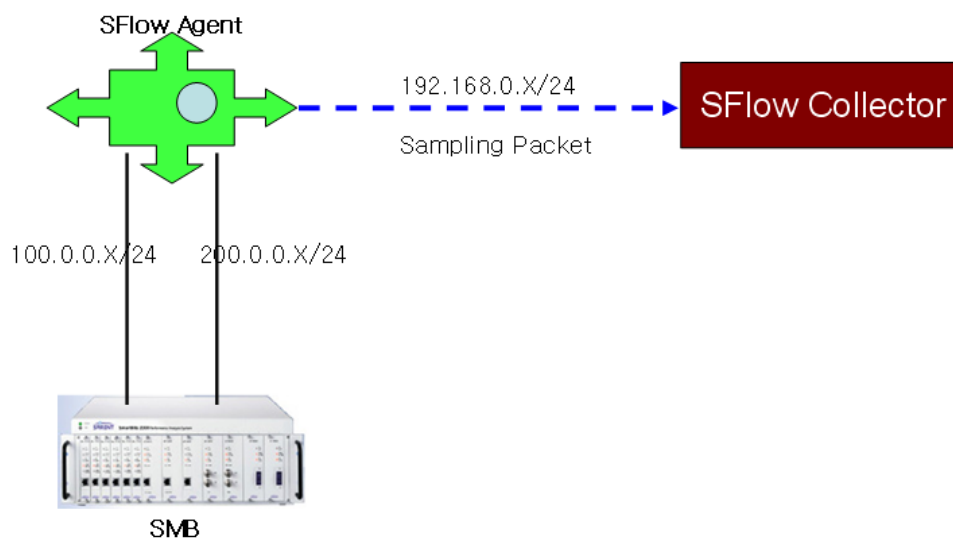 SFlow Agent
192.168.0.X/24
SFlow Collector
Sampling Packet
100.0.0.X/24
200.0.0.X/24
SPIRENT
SMB